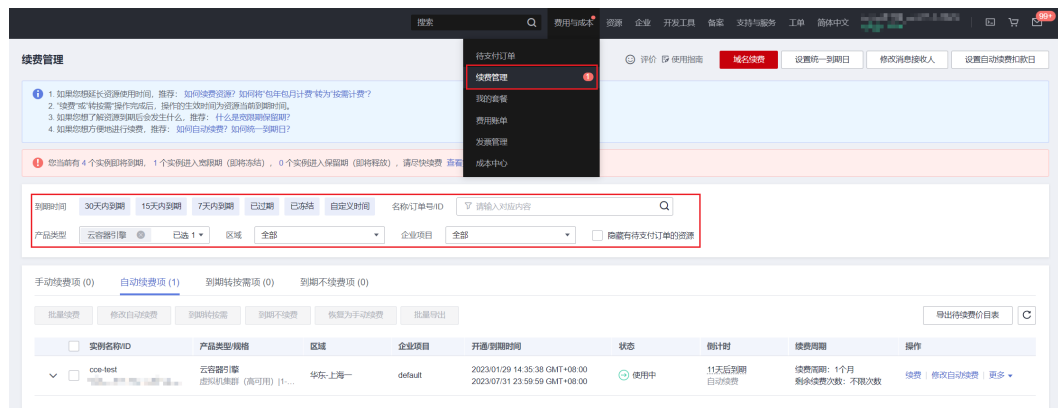 搜索 费用与成本 资源 企业 开发工具 备案 支持与服务 工单 简体中文 99+
续费管理
待支付订单
续费管理 1
我的套餐
费用账单
发票管理
成本中心
评价 使用指南 域名续费 设置统一到期日 修改消息接收人 设置自动续费扣款日
1. 如果您想延长资源使用时间，推荐： 如何续费资源? 如何将"包年包月计费"转为"按需计费"?
2. "续费"或"转按需"操作完成后，操作的生效时间为资源当前到期时间。
3. 如果您想了解资源到期后会发生什么，推荐： 什么是宽限期保留期?
4. 如果您想方便地进行续费，推荐： 如何自动续费? 如何统一到期日?
您当前有 4 个实例即将到期， 1 个实例进入宽限期（即将冻结）， 0 个实例进入保留期（即将释放），请尽快续费 查看
到期时间 30天内到期 15天内到期 7天内到期 已过期 已冻结 自定义时间 名称/订单号/ID 请输入对应内容
产品类型 云容器引擎 已选 1 区域 全部 企业项目 全部 隐藏有待支付订单的资源
手动续费项 (0) 自动续费项 (1) 到期转按需项 (0) 到期不续费项 (0)
批量续费 修改自动续费 到期转按需 到期不续费 恢复为手动续费 批量导出 导出待续费价目表
实例名称/ID 产品类型/规格 区域 企业项目 开通/到期时间 状态 倒计时 续费周期 操作
cce-test 云容器引擎 华东-上海一 default 2023/01/29 14:35:38 GMT+08:00 使用中 11天后到期 续费周期：1个月 续费 修改自动续费 更多
虚拟机集群（高可用）|1-... 2023/07/31 23:59:59 GMT+08:00 自动续费 剩余续费次数：不限次数